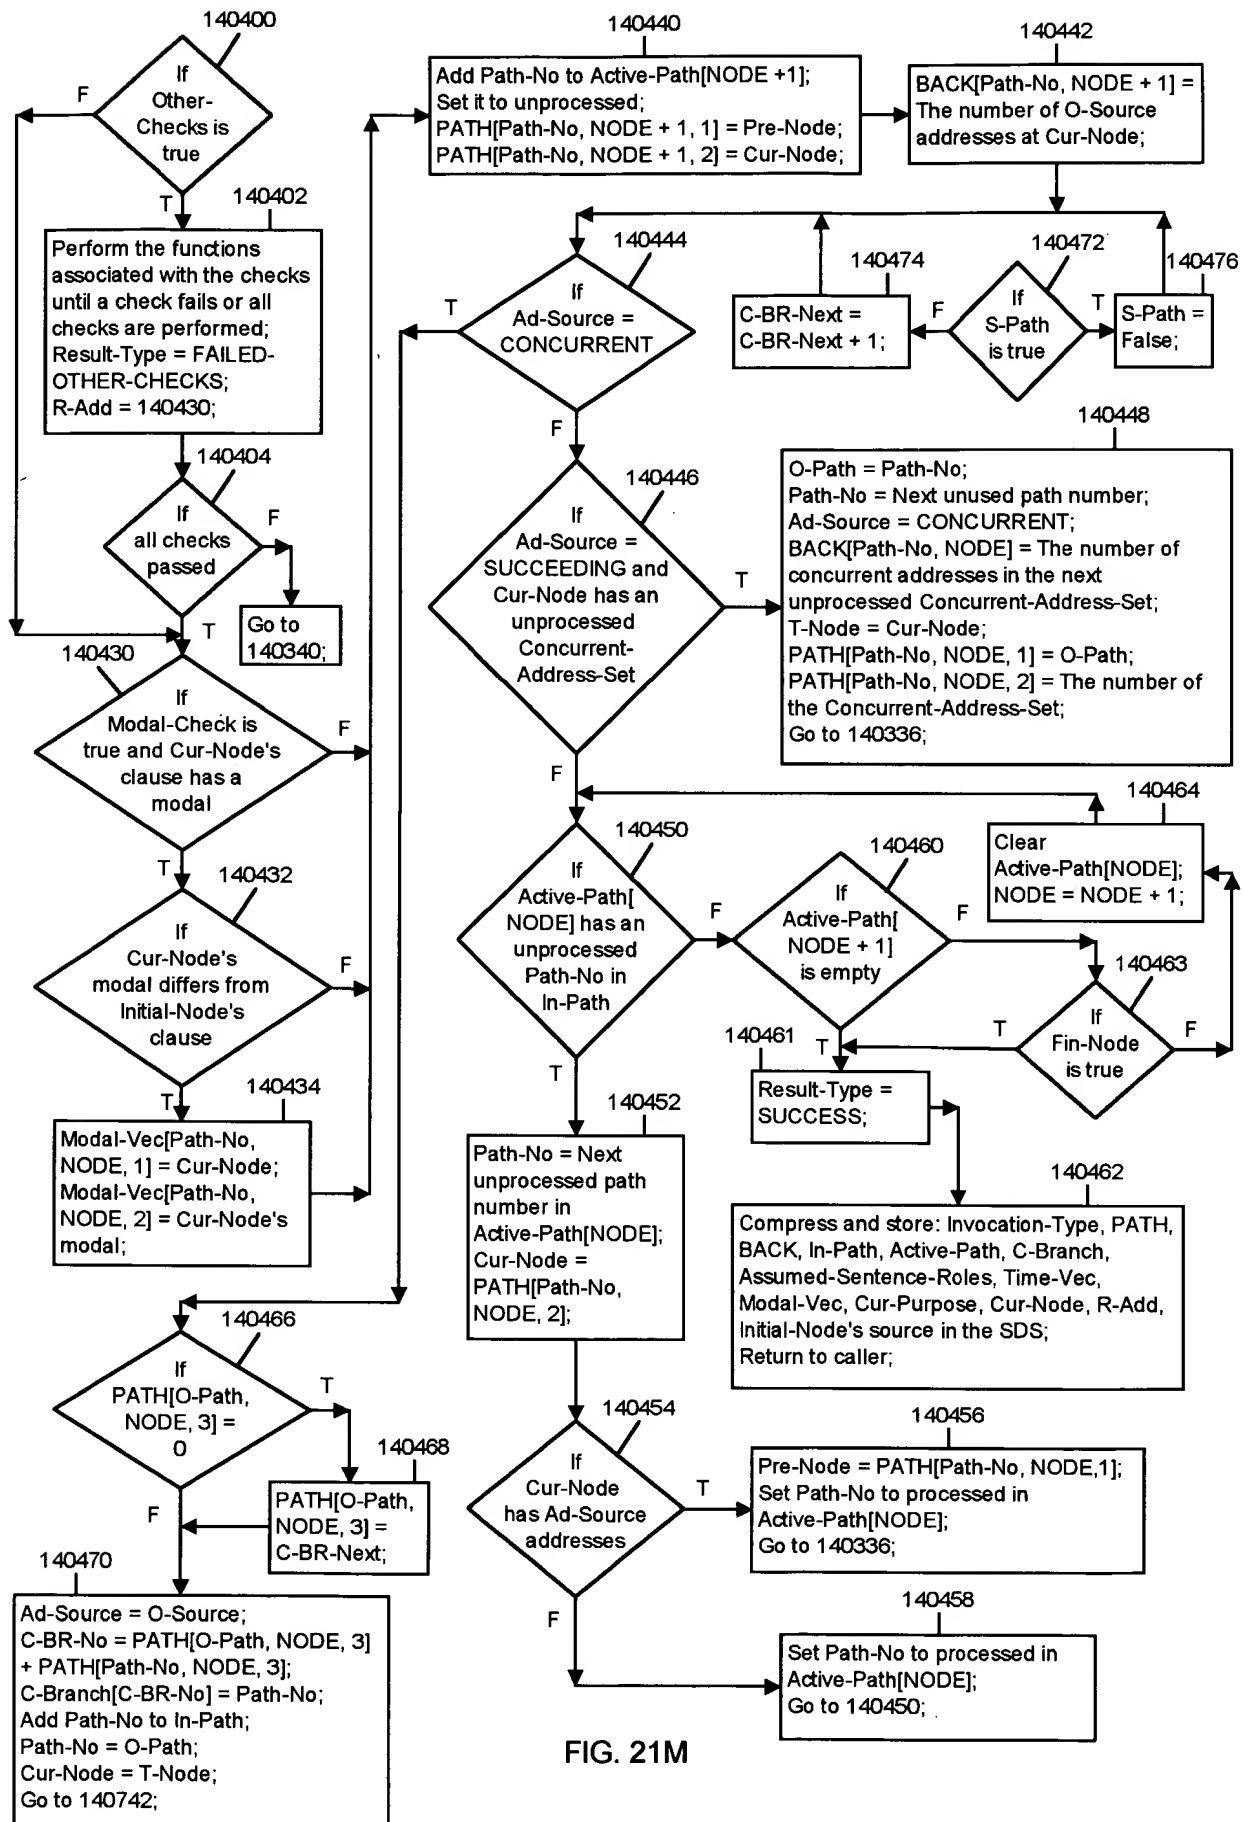 140400
If
Other-
Checks is
true
F
T
140402
Perform the functions
associated with the checks
until a check fails or all
checks are performed;
Result-Type = FAILED-
OTHER-CHECKS;
R-Add = 140430;
140404
If
all checks
passed
F
T
Go to
140340;
140430
If
Modal-Check is
true and Cur-Node's
clause has a
modal
F
T
140432
If
Cur-Node's
modal differs from
Initial-Node's
clause
F
T
140434
Modal-Vec[Path-No,
NODE, 1] = Cur-Node;
Modal-Vec[Path-No,
NODE, 2] = Cur-Node's
modal;
140466
If
PATH[O-Path,
NODE, 3] =
0
T
F
140468
PATH[O-Path,
NODE, 3] =
C-BR-Next;
140470
Ad-Source = O-Source;
C-BR-No = PATH[O-Path, NODE, 3]
+ PATH[Path-No, NODE, 3];
C-Branch[C-BR-No] = Path-No;
Add Path-No to In-Path;
Path-No = O-Path;
Cur-Node = T-Node;
Go to 140742;
140440
Add Path-No to Active-Path[NODE +1];
Set it to unprocessed;
PATH[Path-No, NODE + 1, 1] = Pre-Node;
PATH[Path-No, NODE + 1, 2] = Cur-Node;
140442
BACK[Path-No, NODE + 1] =
The number of O-Source
addresses at Cur-Node;
140444
If
Ad-Source =
CONCURRENT
T
F
140474
C-BR-Next =
C-BR-Next + 1;
140472
If
S-Path
is true
F
T
140476
S-Path =
False;
140446
If
Ad-Source =
SUCCEEDING and
Cur-Node has an
unprocessed
Concurrent-
Address-Set
T
F
140448
O-Path = Path-No;
Path-No = Next unused path number;
Ad-Source = CONCURRENT;
BACK[Path-No, NODE] = The number of
concurrent addresses in the next
unprocessed Concurrent-Address-Set;
T-Node = Cur-Node;
PATH[Path-No, NODE, 1] = O-Path;
PATH[Path-No, NODE, 2] = The number of
the Concurrent-Address-Set;
Go to 140336;
140450
If
Active-Path[
NODE] has an
unprocessed
Path-No in
In-Path
F
T
140460
If
Active-Path[
NODE + 1]
is empty
F
T
140464
Clear
Active-Path[NODE];
NODE = NODE + 1;
140463
If
Fin-Node
is true
T
F
140461
Result-Type =
SUCCESS;
140462
Compress and store: Invocation-Type, PATH,
BACK, In-Path, Active-Path, C-Branch,
Assumed-Sentence-Roles, Time-Vec,
Modal-Vec, Cur-Purpose, Cur-Node, R-Add,
Initial-Node's source in the SDS;
Return to caller;
140452
Path-No = Next
unprocessed path
number in
Active-Path[NODE];
Cur-Node =
PATH[Path-No,
NODE, 2];
140454
If
Cur-Node
has Ad-Source
addresses
T
F
140456
Pre-Node = PATH[Path-No, NODE,1];
Set Path-No to processed in
Active-Path[NODE];
Go to 140336;
140458
Set Path-No to processed in
Active-Path[NODE];
Go to 140450;
FIG. 21M